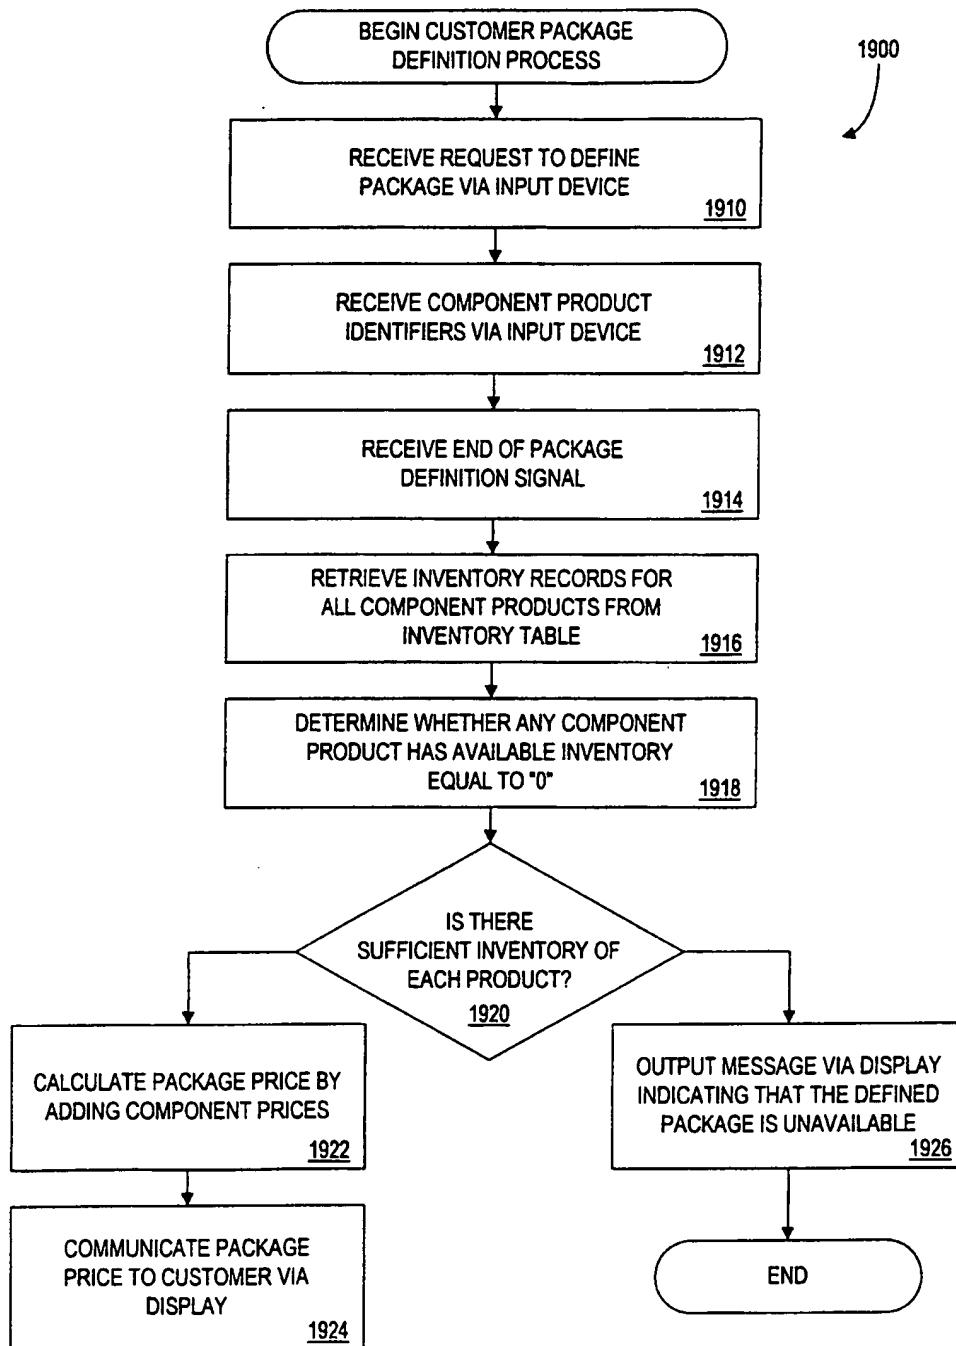 BEGIN CUSTOMER PACKAGE
DEFINITION PROCESS
1900
RECEIVE REQUEST TO DEFINE
PACKAGE VIA INPUT DEVICE
1910
RECEIVE COMPONENT PRODUCT
IDENTIFIERS VIA INPUT DEVICE
1912
RECEIVE END OF PACKAGE
DEFINITION SIGNAL
1914
RETRIEVE INVENTORY RECORDS FOR
ALL COMPONENT PRODUCTS FROM
INVENTORY TABLE
1916
DETERMINE WHETHER ANY COMPONENT
PRODUCT HAS AVAILABLE INVENTORY
EQUAL TO "0"
1918
IS THERE
SUFFICIENT INVENTORY OF
EACH PRODUCT?
1920
CALCULATE PACKAGE PRICE BY
ADDING COMPONENT PRICES
1922
OUTPUT MESSAGE VIA DISPLAY
INDICATING THAT THE DEFINED
PACKAGE IS UNAVAILABLE
1926
COMMUNICATE PACKAGE
PRICE TO CUSTOMER VIA
DISPLAY
1924
END